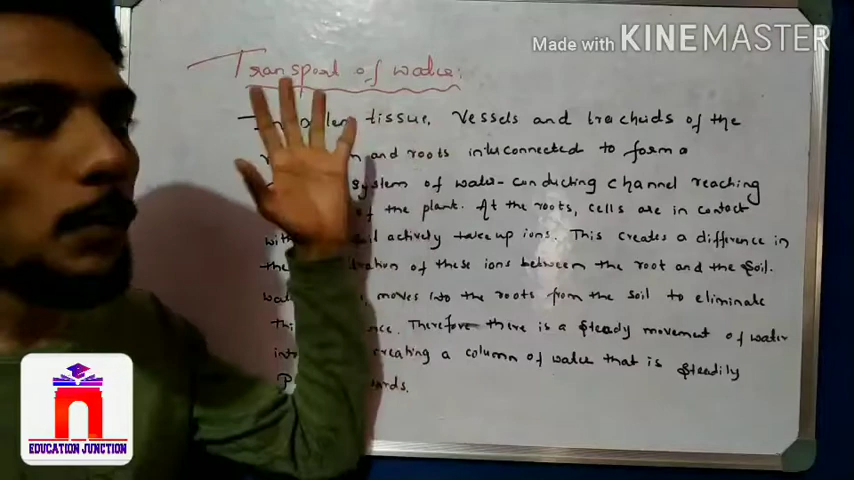 Made with KINEMASTER
Transport of water:
tissue, vessels and tracheids of the
and roots interconnected to form a
system of water-conducting channel reaching
of the plant. At the roots, cells are in contact
actively take up ions. This creates a difference in
of these ions between the root and the soil.
moves into the roots from the soil to eliminate
Therefore there is a steady movement of water
into creating a column of water that is steadily
EDUCATION JUNCTION